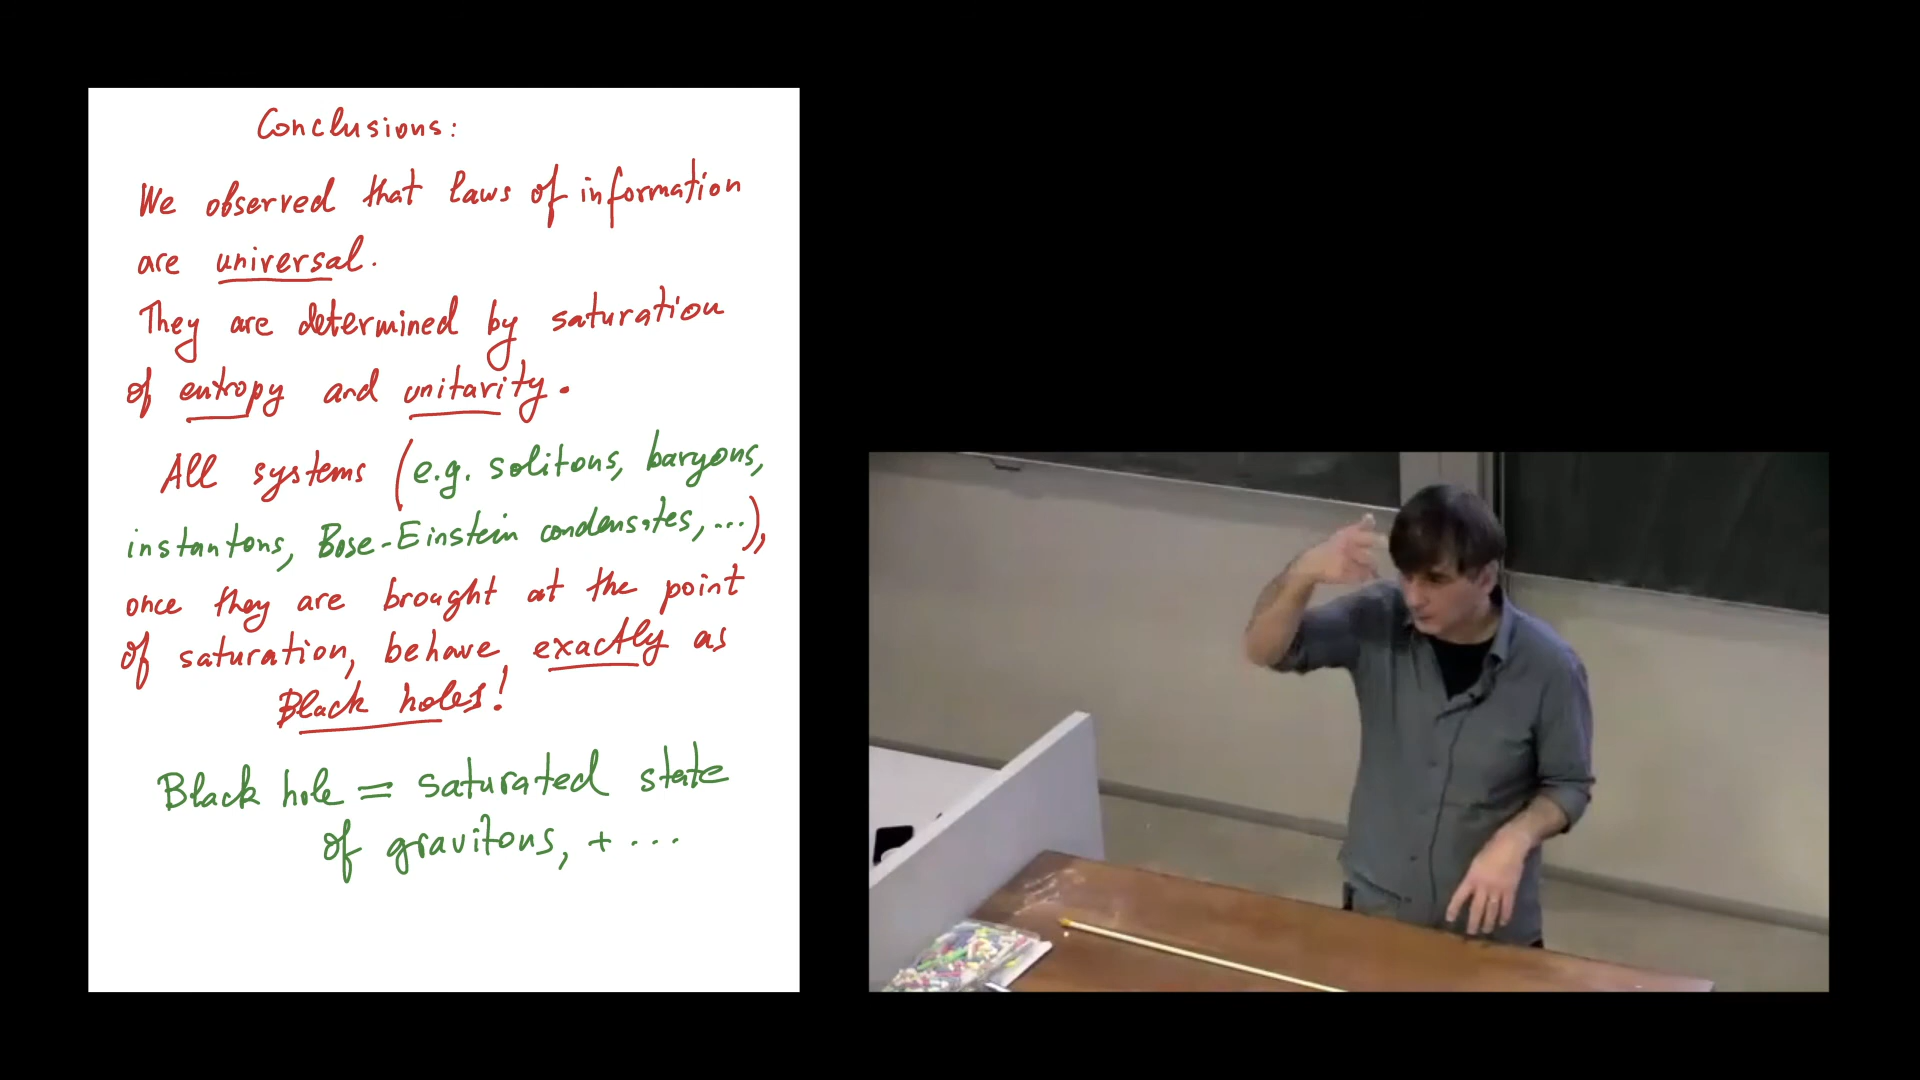 Conclusions:
We observed that laws of information
are universal.
They are determined by saturation
of entropy and unitarity.
All systems (e.g. solitons, baryons,
instantons, Bose-Einstein condensates, ...),
once they are brought at the point
of saturation, behave exactly as
Black holes!
Black hole = saturated state
of gravitons, + ...